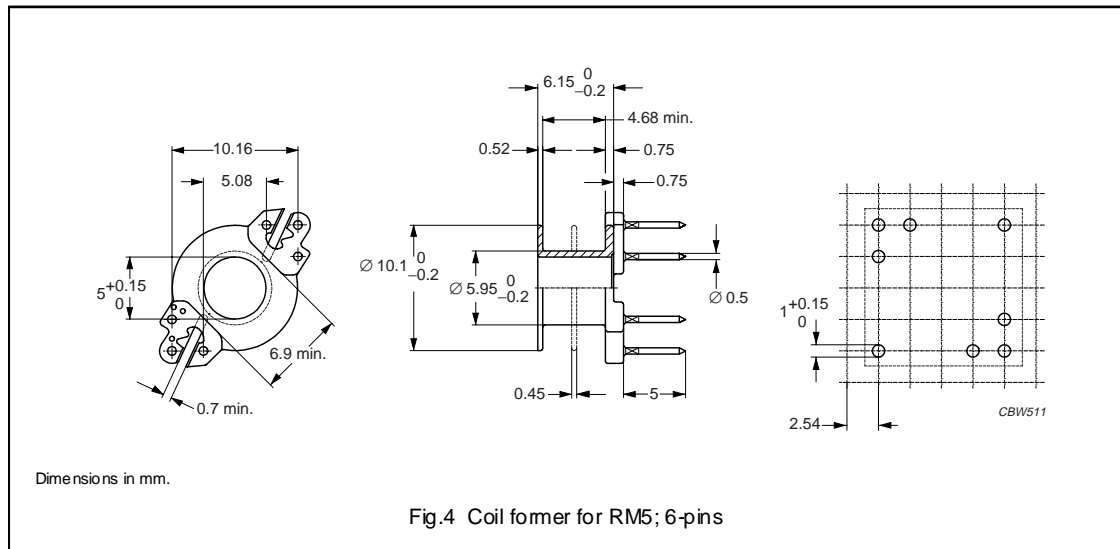 6.15 0 −0.2
4.68 min.
10.16
0.52
0.75
5.08
0.75
5 +0.15 0
∅ 10.1 0 −0.2
∅ 5.95 0 −0.2
∅ 0.5
1 +0.15 0
6.9 min.
0.7 min.
0.45
5
2.54
CBW511
Dimensions in mm.
Fig.4 Coil former for RM5; 6-pins